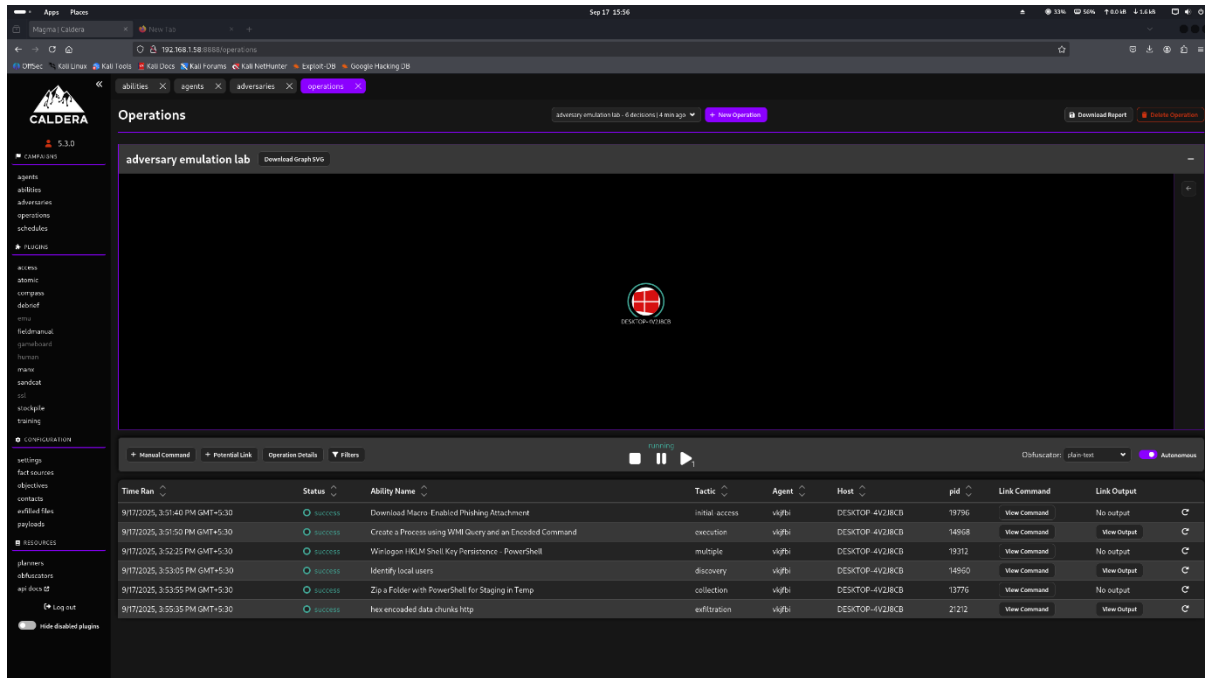 Apps Places Sep 17 15:56 33% 56% ↑ 0.0 kB ↓ 1.6 kB
Magma | Caldera New Tab
192.168.1.58:8888/operations
OffSec Kali Linux Kali Tools Kali Docs Kali Forums Kali NetHunter Exploit-DB Google Hacking DB
abilities agents adversaries operations
CALDERA
Operations
adversary emulation lab - 6 decisions | 4 min ago
+ New Operation
Download Report
Delete Operation
5.3.0
CAMPAIGNS
agents
abilities
adversaries
operations
schedules
PLUGINS
access
atomic
compass
debrief
emu
fieldmanual
gameboard
human
manx
sandcat
ssl
stockpile
training
CONFIGURATION
settings
fact sources
objectives
contacts
exfilled files
payloads
RESOURCES
planners
obfuscators
api docs
Log out
Hide disabled plugins
adversary emulation lab Download Graph SVG
DESKTOP-4V2J8CB
running
+ Manual Command + Potential Link Operation Details Filters 1 Obfuscator: plain-text Autonomous
Time Ran Status Ability Name Tactic Agent Host pid Link Command Link Output
9/17/2025, 3:51:40 PM GMT+5:30 success Download Macro-Enabled Phishing Attachment initial-access vkjfbi DESKTOP-4V2J8CB 19796 View Command No output
9/17/2025, 3:51:50 PM GMT+5:30 success Create a Process using WMI Query and an Encoded Command execution vkjfbi DESKTOP-4V2J8CB 14968 View Command View Output
9/17/2025, 3:52:25 PM GMT+5:30 success Winlogon HKLM Shell Key Persistence - PowerShell multiple vkjfbi DESKTOP-4V2J8CB 19312 View Command No output
9/17/2025, 3:53:05 PM GMT+5:30 success Identify local users discovery vkjfbi DESKTOP-4V2J8CB 14960 View Command View Output
9/17/2025, 3:53:55 PM GMT+5:30 success Zip a Folder with PowerShell for Staging in Temp collection vkjfbi DESKTOP-4V2J8CB 13776 View Command No output
9/17/2025, 3:55:35 PM GMT+5:30 success hex encoaded data chunks http exfiltration vkjfbi DESKTOP-4V2J8CB 21212 View Command View Output